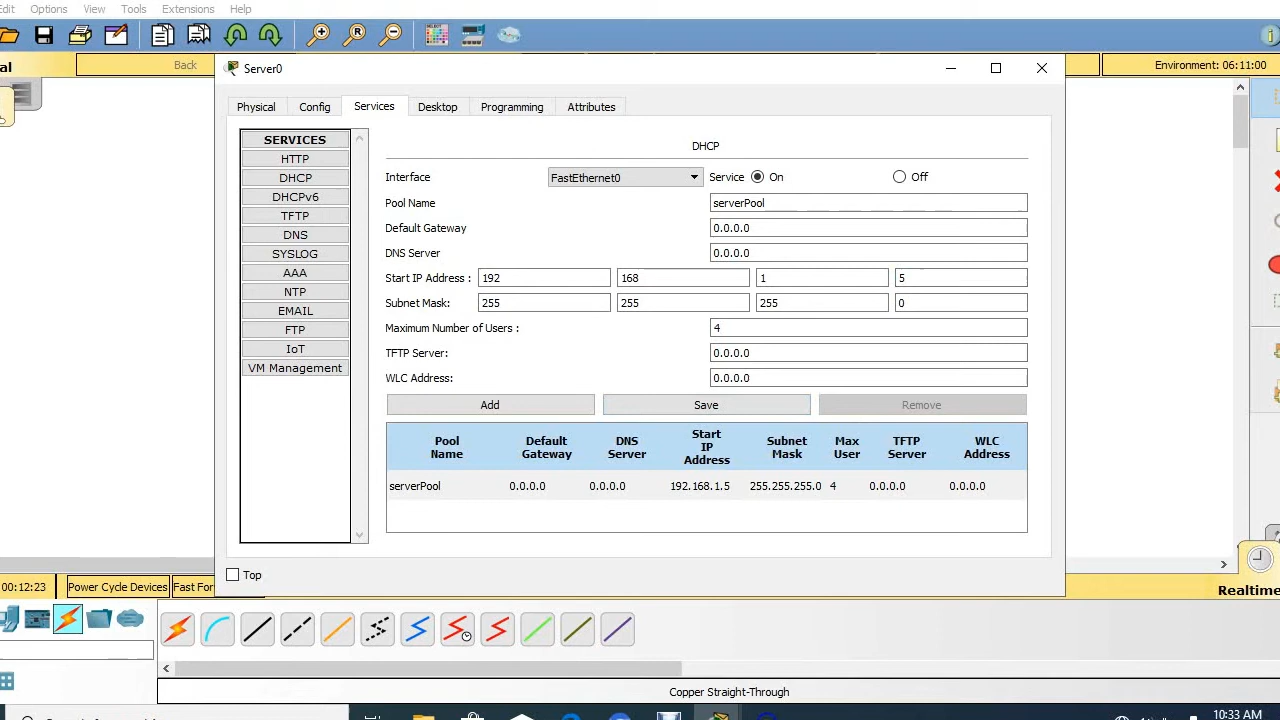 Edit Options View Tools Extensions Help
al Back Server0 Environment: 06:11:00
Physical Config Services Desktop Programming Attributes
SERVICES
HTTP
DHCP
DHCPv6
TFTP
DNS
SYSLOG
AAA
NTP
EMAIL
FTP
IoT
VM Management
DHCP
Interface FastEthernet0 Service On Off
Pool Name serverPool
Default Gateway 0.0.0.0
DNS Server 0.0.0.0
Start IP Address : 192 168 1 5
Subnet Mask: 255 255 255 0
Maximum Number of Users : 4
TFTP Server: 0.0.0.0
WLC Address: 0.0.0.0
Add Save Remove
Pool Name Default Gateway DNS Server Start IP Address Subnet Mask Max User TFTP Server WLC Address
serverPool 0.0.0.0 0.0.0.0 192.168.1.5 255.255.255.0 4 0.0.0.0 0.0.0.0
Top
00:12:23 Power Cycle Devices Fast For
Realtime
Copper Straight-Through
10:33 AM